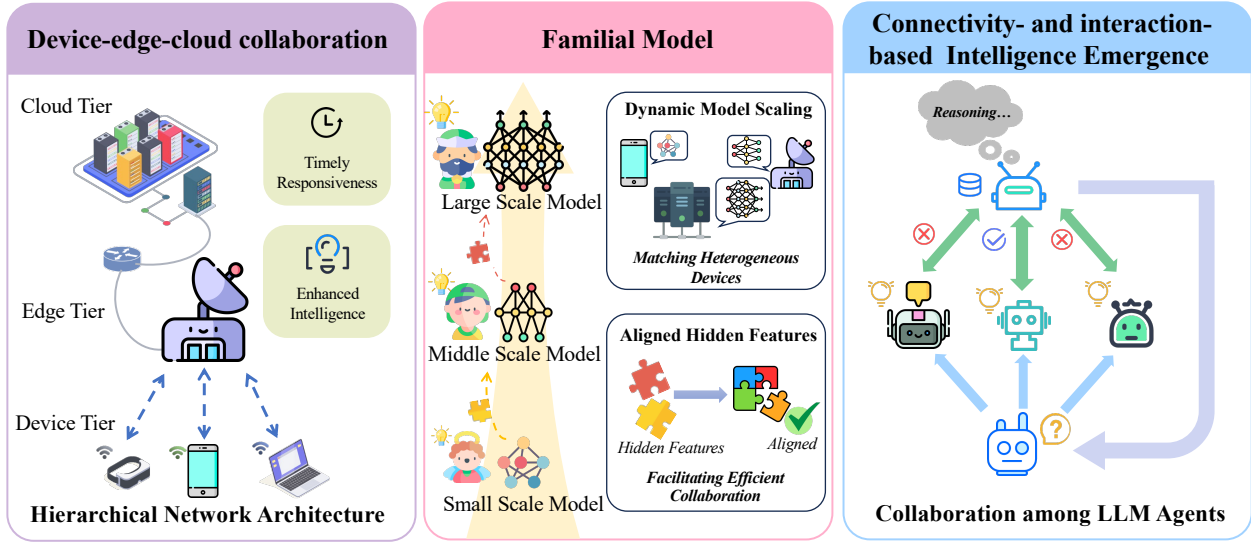 Device-edge-cloud collaboration
Cloud Tier
Timely
Responsiveness
Enhanced
Intelligence
Edge Tier
Device Tier
Hierarchical Network Architecture
Familial Model
Large Scale Model
Middle Scale Model
Small Scale Model
Dynamic Model Scaling
Matching Heterogeneous
Devices
Aligned Hidden Features
Hidden Features
Aligned
Facilitating Efficient
Collaboration
Connectivity- and interaction-
based Intelligence Emergence
Reasoning...
?
Collaboration among LLM Agents